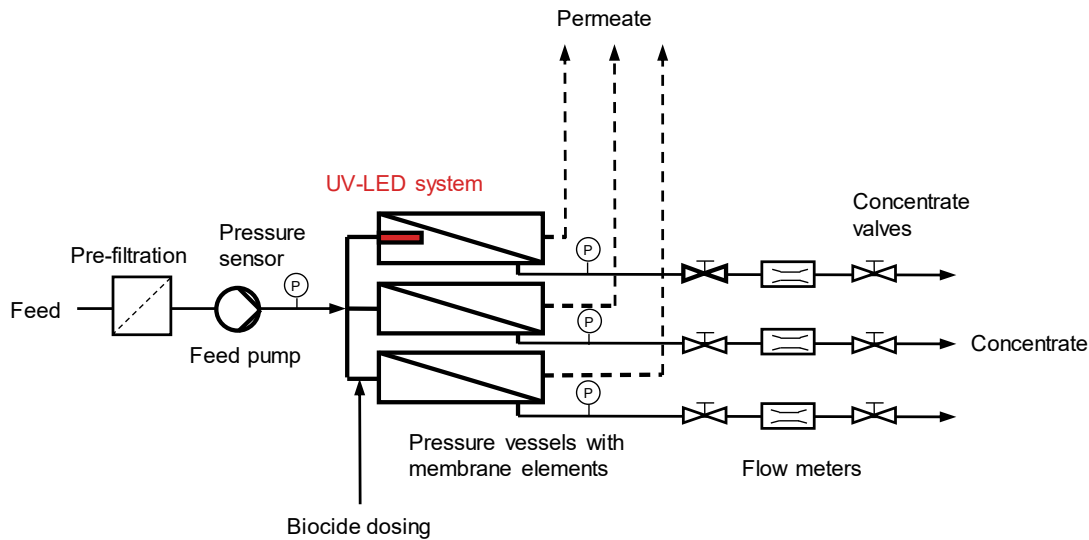 Permeate
UV-LED system
Concentrate
valves
Pressure
sensor
Pre-filtration
P
P
Feed
P
Feed pump
Concentrate
P
Pressure vessels with
membrane elements
Flow meters
Biocide dosing